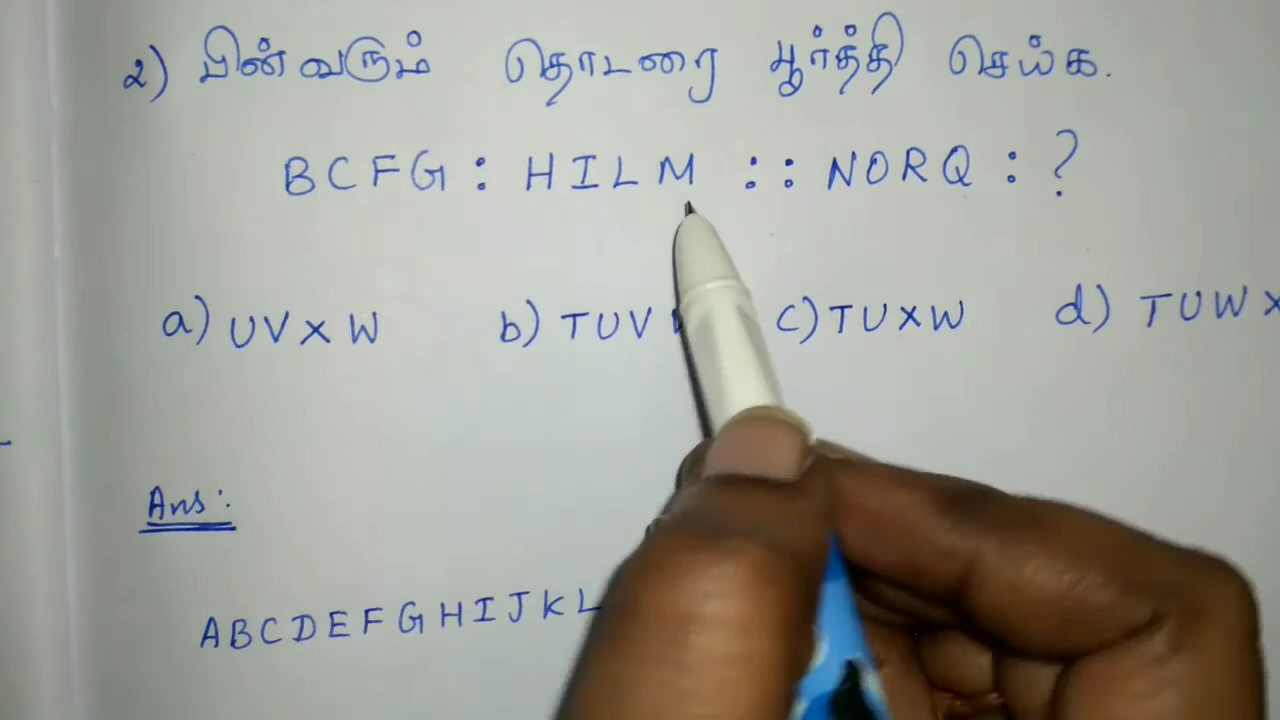 2) பின்வரும் தொடரை பூர்த்தி செய்க.
BCFG : HILM :: NORQ : ?
a) UVXW b) TUV c) TUXW d) TUWX
Ans:
ABCDEFGHIJKL